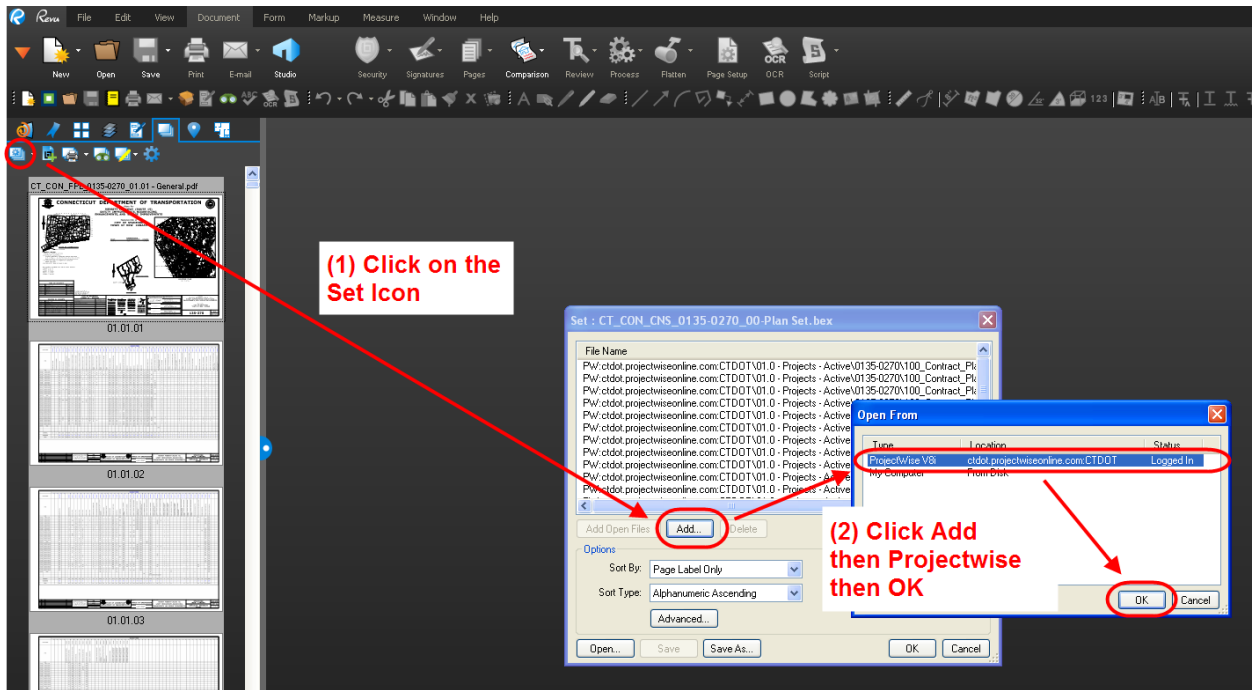 Revu File Edit View Document Form Markup Measure Window Help
New Open Save Print E-mail Studio Security Signatures Pages Comparison Review Process Flatten Page Setup OCR Script
CT_CON_FPL_0135-0270_01.01 - General.pdf
CONNECTICUT DEPARTMENT OF TRANSPORTATION
01.01.01
01.01.02
01.01.03
(1) Click on the
Set Icon
Set : CT_CON_CNS_0135-0270_00-Plan Set.bex
File Name
PW:ctdot.projectwiseonline.com:CTDOT\01.0 - Projects - Active\0135-0270\100_Contract_Pla
PW:ctdot.projectwiseonline.com:CTDOT\01.0 - Projects - Active\0135-0270\100_Contract_Pla
PW:ctdot.projectwiseonline.com:CTDOT\01.0 - Projects - Active\0135-0270\100_Contract_Pla
PW:ctdot.projectwiseonline.com:CTDOT\01.0 - Projects - Active
PW:ctdot.projectwiseonline.com:CTDOT\01.0 - Projects - Active
PW:ctdot.projectwiseonline.com:CTDOT\01.0 - Projects - Active
PW:ctdot.projectwiseonline.com:CTDOT\01.0 - Projects - Active
PW:ctdot.projectwiseonline.com:CTDOT\01.0 - Projects - Active
PW:ctdot.projectwiseonline.com:CTDOT\01.0 - Projects - Active
PW:ctdot.projectwiseonline.com:CTDOT\01.0 - Projects - Active
PW:ctdot.projectwiseonline.com:CTDOT\01.0 - Projects - Active
Add Open Files Add... Delete
Options
Sort By: Page Label Only
Sort Type: Alphanumeric Ascending
Advanced...
Open... Save Save As... OK Cancel
Open From
Type Location Status
ProjectWise V8i ctdot.projectwiseonline.com:CTDOT Logged In
My Computer From Disk
(2) Click Add
then Projectwise
then OK
OK Cancel